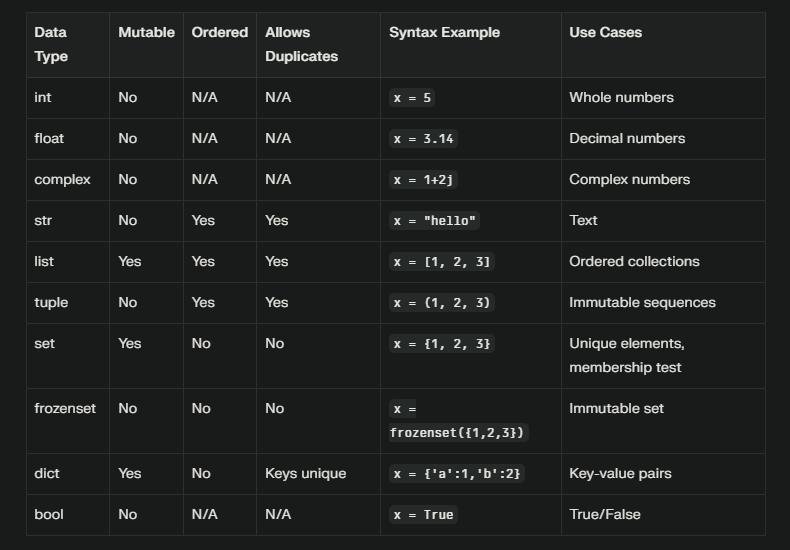 Data Type Mutable Ordered Allows Duplicates Syntax Example Use Cases
int No N/A N/A x = 5 Whole numbers
float No N/A N/A x = 3.14 Decimal numbers
complex No N/A N/A x = 1+2j Complex numbers
str No Yes Yes x = "hello" Text
list Yes Yes Yes x = [1, 2, 3] Ordered collections
tuple No Yes Yes x = (1, 2, 3) Immutable sequences
set Yes No No x = {1, 2, 3} Unique elements, membership test
frozenset No No No x = frozenset({1,2,3}) Immutable set
dict Yes No Keys unique x = {'a':1,'b':2} Key-value pairs
bool No N/A N/A x = True True/False